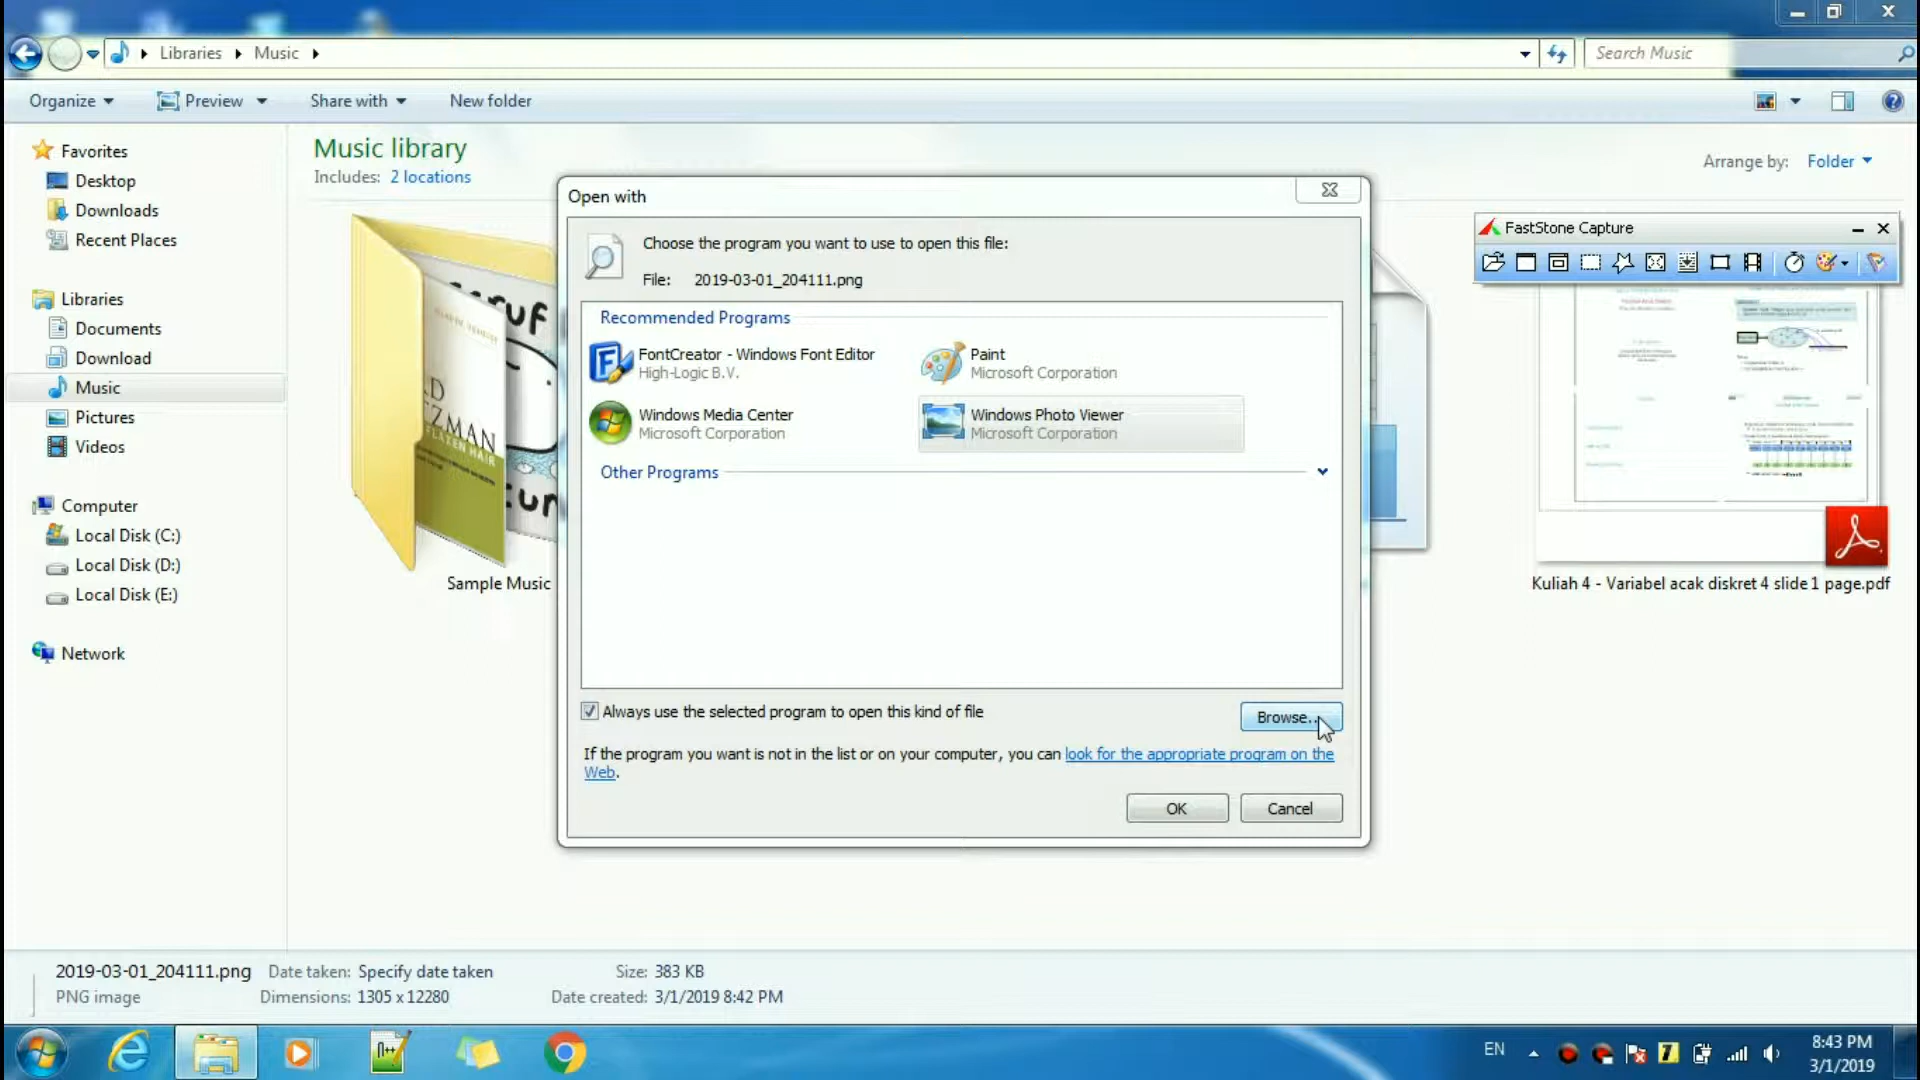 Libraries
Music
Search Music
Organize
Preview
Share with
New folder
Favorites
Desktop
Downloads
Recent Places
Libraries
Documents
Download
Music
Pictures
Videos
Computer
Local Disk (C:)
Local Disk (D:)
Local Disk (E:)
Network
Music library
Includes: 2 locations
Arrange by: Folder
Sample Music
Open with
Choose the program you want to use to open this file:
File: 2019-03-01_204111.png
Recommended Programs
FontCreator - Windows Font Editor
High-Logic B.V.
Paint
Microsoft Corporation
Windows Media Center
Microsoft Corporation
Windows Photo Viewer
Microsoft Corporation
Other Programs
Always use the selected program to open this kind of file
Browse...
If the program you want is not in the list or on your computer, you can look for the appropriate program on the
Web.
OK
Cancel
FastStone Capture
Kuliah 4 - Variabel acak diskret 4 slide 1 page.pdf
2019-03-01_204111.png Date taken: Specify date taken Size: 383 KB
PNG image Dimensions: 1305 x 12280 Date created: 3/1/2019 8:42 PM
EN
8:43 PM
3/1/2019